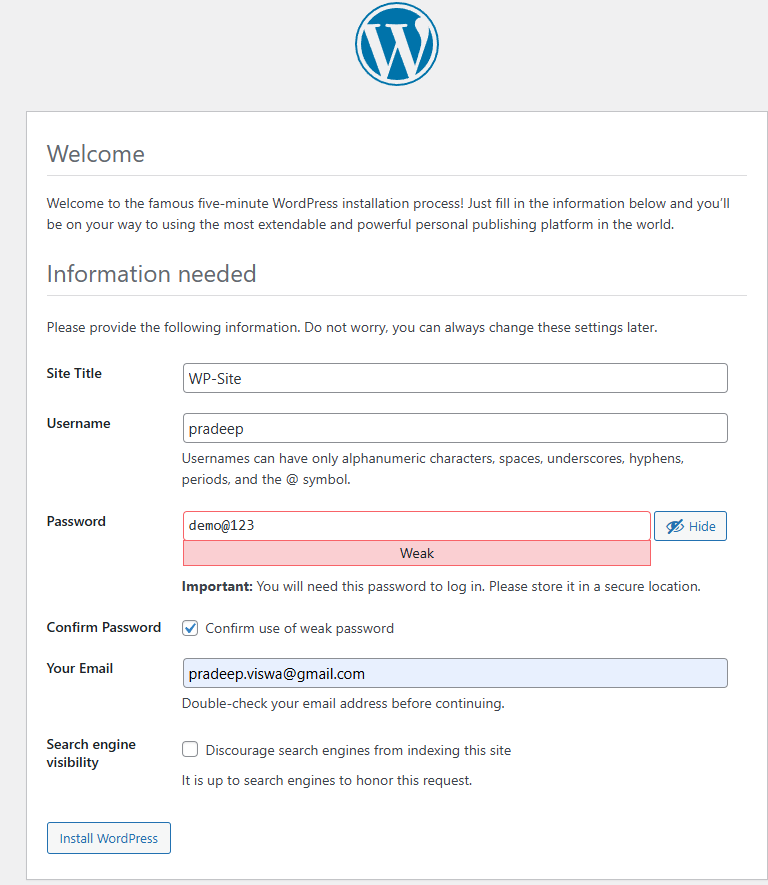 Welcome
Welcome to the famous five-minute WordPress installation process! Just fill in the information below and you’ll
be on your way to using the most extendable and powerful personal publishing platform in the world.
Information needed
Please provide the following information. Do not worry, you can always change these settings later.
Site Title
WP-Site
Username
pradeep
Usernames can have only alphanumeric characters, spaces, underscores, hyphens,
periods, and the @ symbol.
Password
demo@123
Hide
Weak
Important: You will need this password to log in. Please store it in a secure location.
Confirm Password
Confirm use of weak password
Your Email
pradeep.viswa@gmail.com
Double-check your email address before continuing.
Search engine
visibility
Discourage search engines from indexing this site
It is up to search engines to honor this request.
Install WordPress